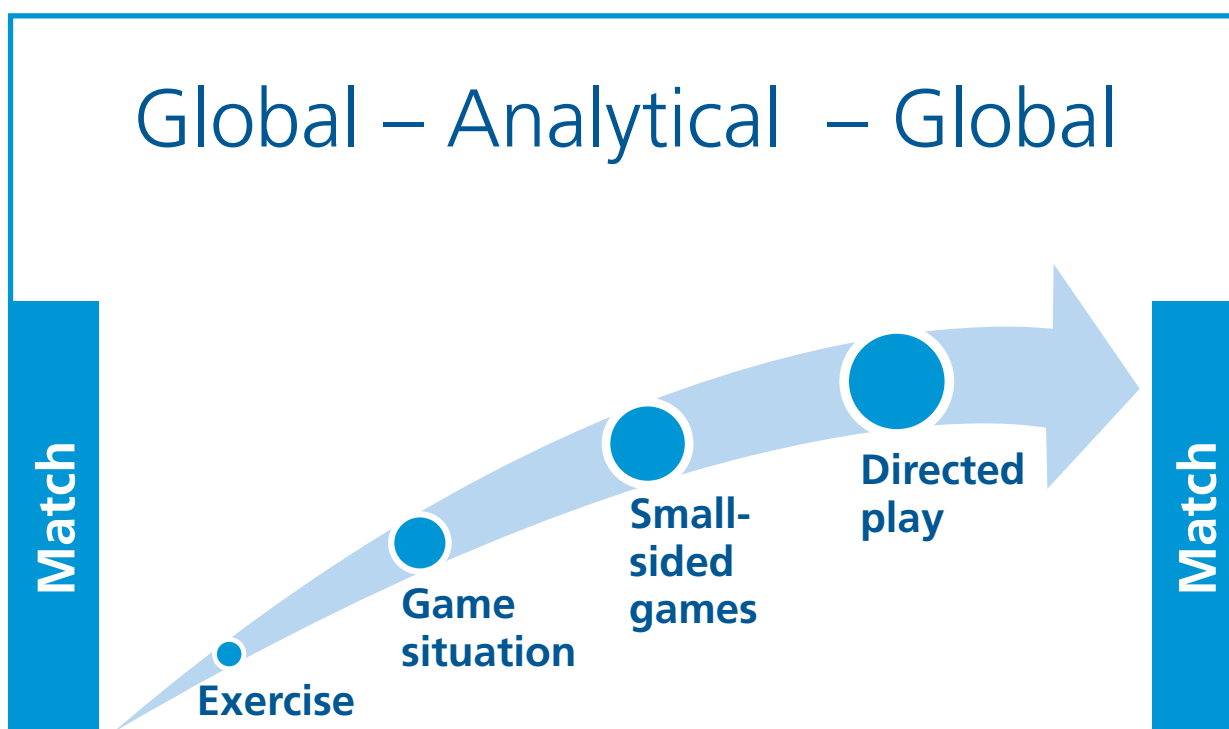 Global – Analytical – Global
Match
Exercise
Game
situation
Small-
sided
games
Directed
play
Match